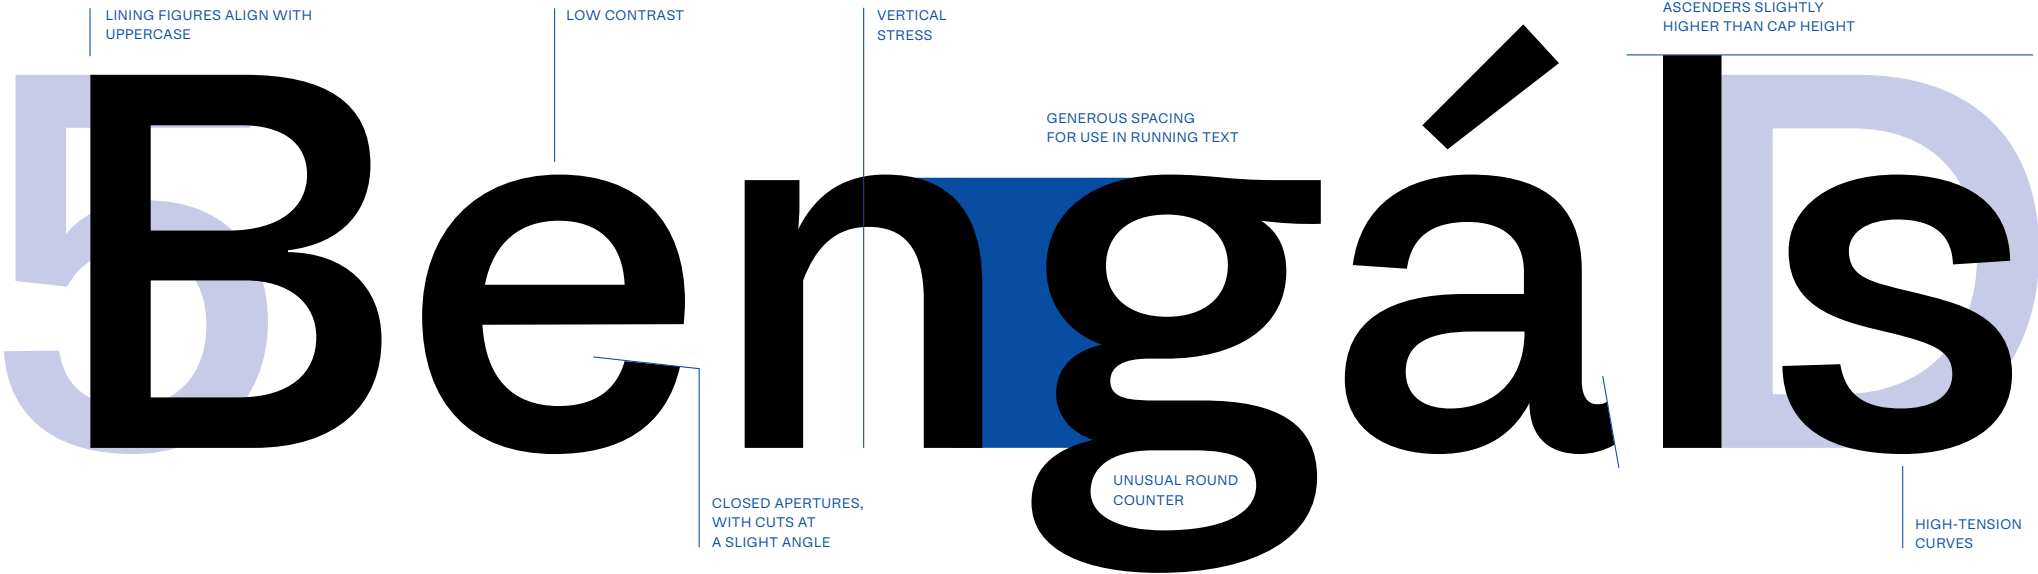 LINING FIGURES ALIGN WITH
UPPERCASE
LOW CONTRAST
VERTICAL
STRESS
ASCENDERS SLIGHTLY
HIGHER THAN CAP HEIGHT
GENEROUS SPACING
FOR USE IN RUNNING TEXT
5 Bengáls D
UNUSUAL ROUND
COUNTER
CLOSED APERTURES,
WITH CUTS AT
A SLIGHT ANGLE
HIGH-TENSION
CURVES